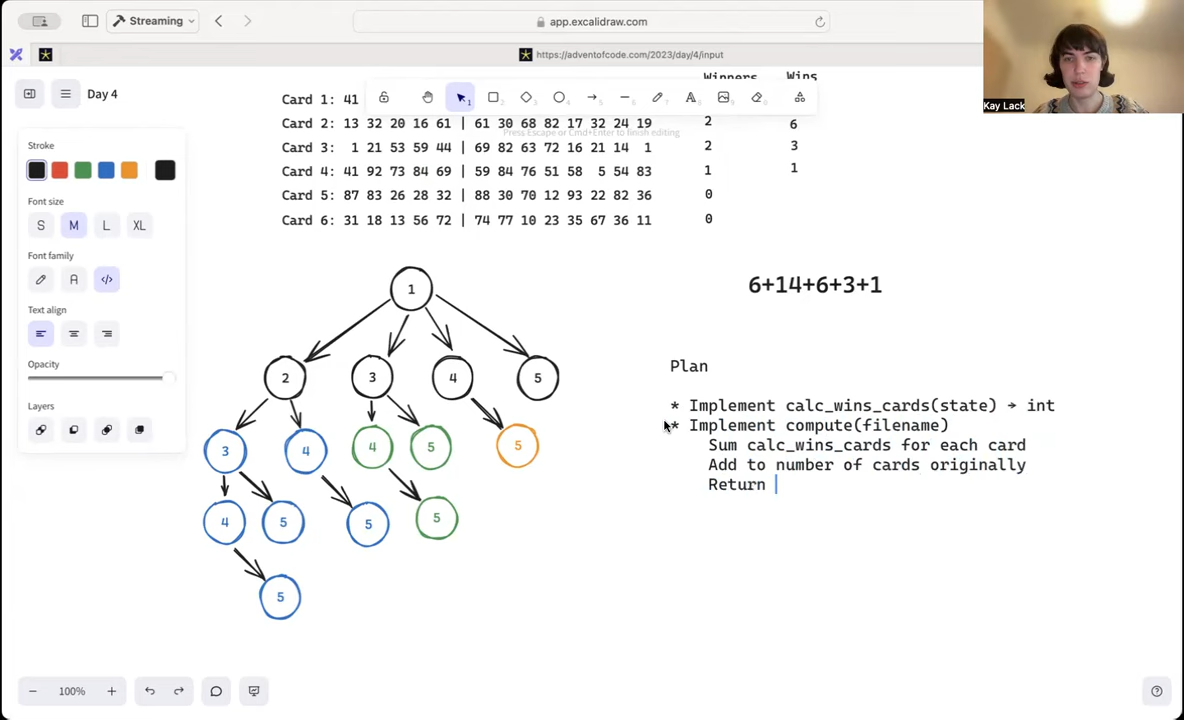 Streaming
app.excalidraw.com
https://adventofcode.com/2023/day/4/input
Kay Lack
Day 4
Winners Wins
Card 1: 41
Card 2: 13 32 20 16 61 | 61 30 68 82 17 32 24 19 2 6
Press Escape or Cmd+Enter to finish editing
Card 3: 1 21 53 59 44 | 69 82 63 72 16 21 14 1 2 3
Card 4: 41 92 73 84 69 | 59 84 76 51 58 5 54 83 1 1
Card 5: 87 83 26 28 32 | 88 30 70 12 93 22 82 36 0
Card 6: 31 18 13 56 72 | 74 77 10 23 35 67 36 11 0
Stroke
Font size
S M L XL
Font family
A
Text align
Opacity
Layers
1
2 3 4 5
3 4 4 5 5
4 5 5 5
5
6+14+6+3+1
Plan
* Implement calc_wins_cards(state) → int
* Implement compute(filename)
Sum calc_wins_cards for each card
Add to number of cards originally
Return
100%